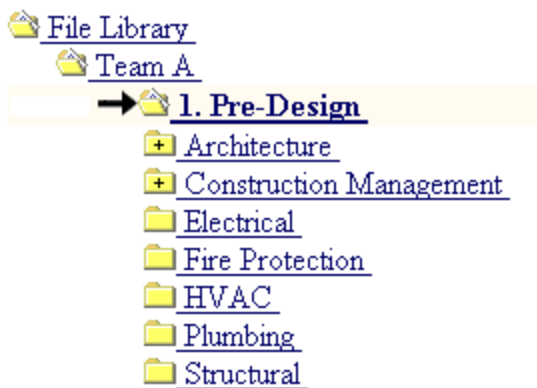 File Library
Team A
1. Pre-Design
Architecture
Construction Management
Electrical
Fire Protection
HVAC
Plumbing
Structural